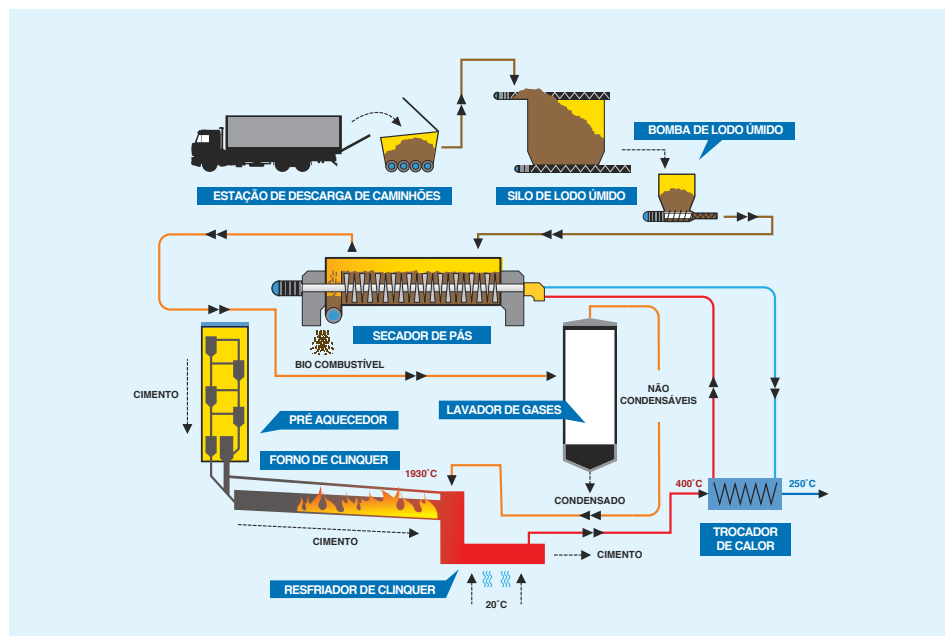 BOMBA DE LODO ÚMIDO
ESTAÇÃO DE DESCARGA DE CAMINHÕES
SILO DE LODO ÚMIDO
SECADOR DE PÁS
BIO COMBUSTÍVEL
CIMENTO
NÃO
CONDENSÁVEIS
LAVADOR DE GASES
PRÉ AQUECEDOR
FORNO DE CLINQUER
1930°C
400°C
250°C
CONDENSADO
TROCADOR
DE CALOR
CIMENTO
CIMENTO
RESFRIADOR DE CLINQUER
20°C